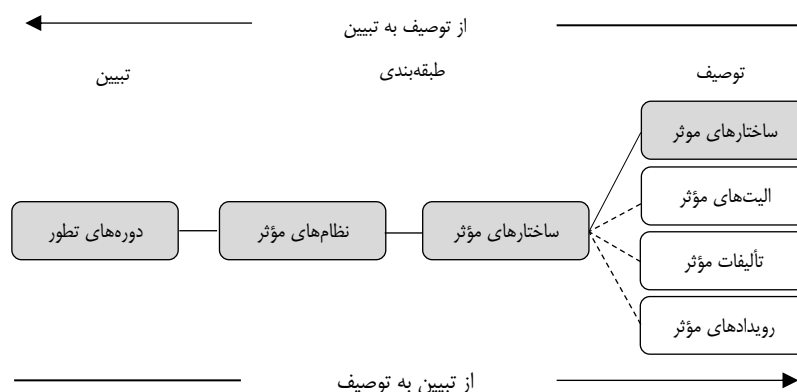 از توصیف به تبیین
توصیف
طبقه‌بندی
تبیین
ساختارهای موثر
الیت‌های مؤثر
تألیفات مؤثر
رویدادهای مؤثر
ساختارهای مؤثر
نظام‌های مؤثر
دوره‌های تطور
از تبیین به توصیف